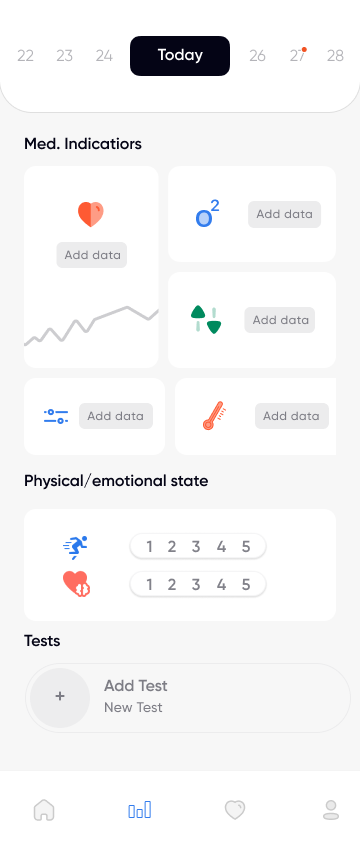 22 23 24 Today 26 27 28
Med. Indicatiors
Add data
O2
Add data
Add data
Add data
Add data
Physical/emotional state
1 2 3 4 5
1 2 3 4 5
Tests
+
Add Test
New Test